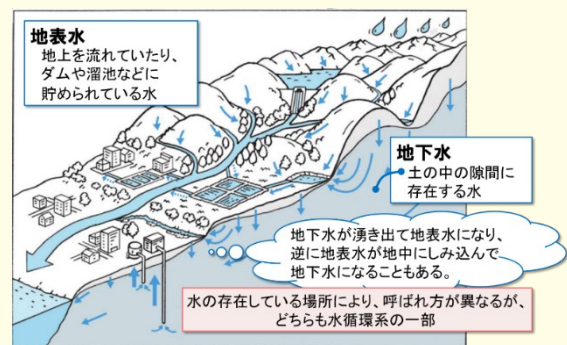 地表水
地上を流れていたり、
ダムや溜池などに
貯められている水
地下水
土の中の隙間に
存在する水
地下水が湧き出て地表水になり、
逆に地表水が地中にしみ込んで
地下水になることもある。
水の存在している場所により、呼ばれ方が異なるが、
どちらも水循環系の一部